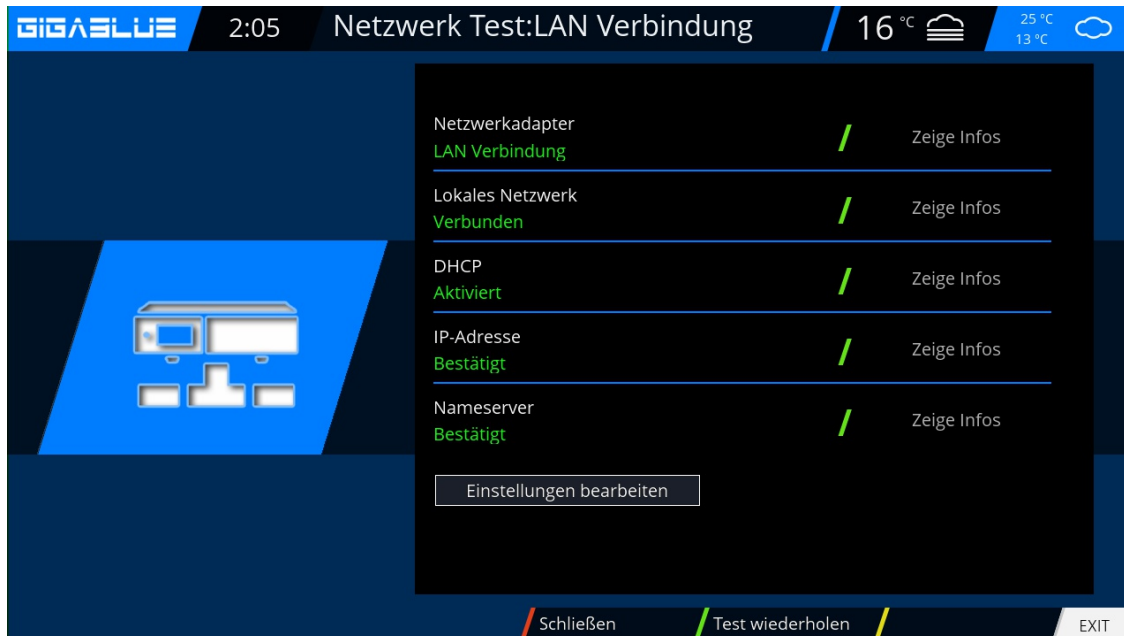 GIGABLUE
2:05
Netzwerk Test:LAN Verbindung
16 °C
25 °C
13 °C
Netzwerkadapter
LAN Verbindung
Zeige Infos
Lokales Netzwerk
Verbunden
Zeige Infos
DHCP
Aktiviert
Zeige Infos
IP-Adresse
Bestätigt
Zeige Infos
Nameserver
Bestätigt
Zeige Infos
Einstellungen bearbeiten
Schließen
Test wiederholen
EXIT